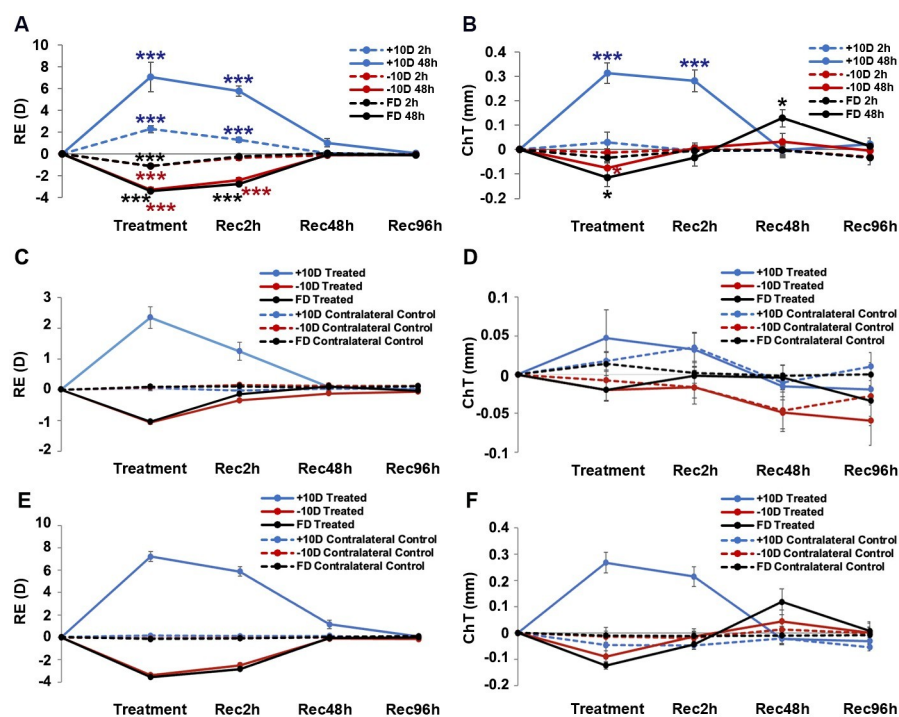 A
RE (D)
10
8
6
4
2
0
-2
-4
***
***
***
***
***
***
***
***
***
***
+10D 2h
+10D 48h
-10D 2h
-10D 48h
FD 2h
FD 48h
Treatment Rec2h Rec48h Rec96h
B
ChT (mm)
0.4
0.3
0.2
0.1
0
-0.1
-0.2
***
***
*
*
*
+10D 2h
+10D 48h
-10D 2h
-10D 48h
FD 2h
FD 48h
Treatment Rec2h Rec48h Rec96h
C
RE (D)
3
2
1
0
-1
-2
+10D Treated
-10D Treated
FD Treated
+10D Contralateral Control
-10D Contralateral Control
FD Contralateral Control
Treatment Rec2h Rec48h Rec96h
D
ChT (mm)
0.1
0.05
0
-0.05
-0.1
+10D Treated
-10D Treated
FD Treated
+10D Contralateral Control
-10D Contralateral Control
FD Contralateral Control
Treatment Rec2h Rec48h Rec96h
E
RE (D)
10
8
6
4
2
0
-2
-4
+10D Treated
-10D Treated
FD Treated
+10D Contralateral Control
-10D Contralateral Control
FD Contralateral Control
Treatment Rec2h Rec48h Rec96h
F
ChT (mm)
0.4
0.3
0.2
0.1
0
-0.1
-0.2
+10D Treated
-10D Treated
FD Treated
+10D Contralateral Control
-10D Contralateral Control
FD Contralateral Control
Treatment Rec2h Rec48h Rec96h